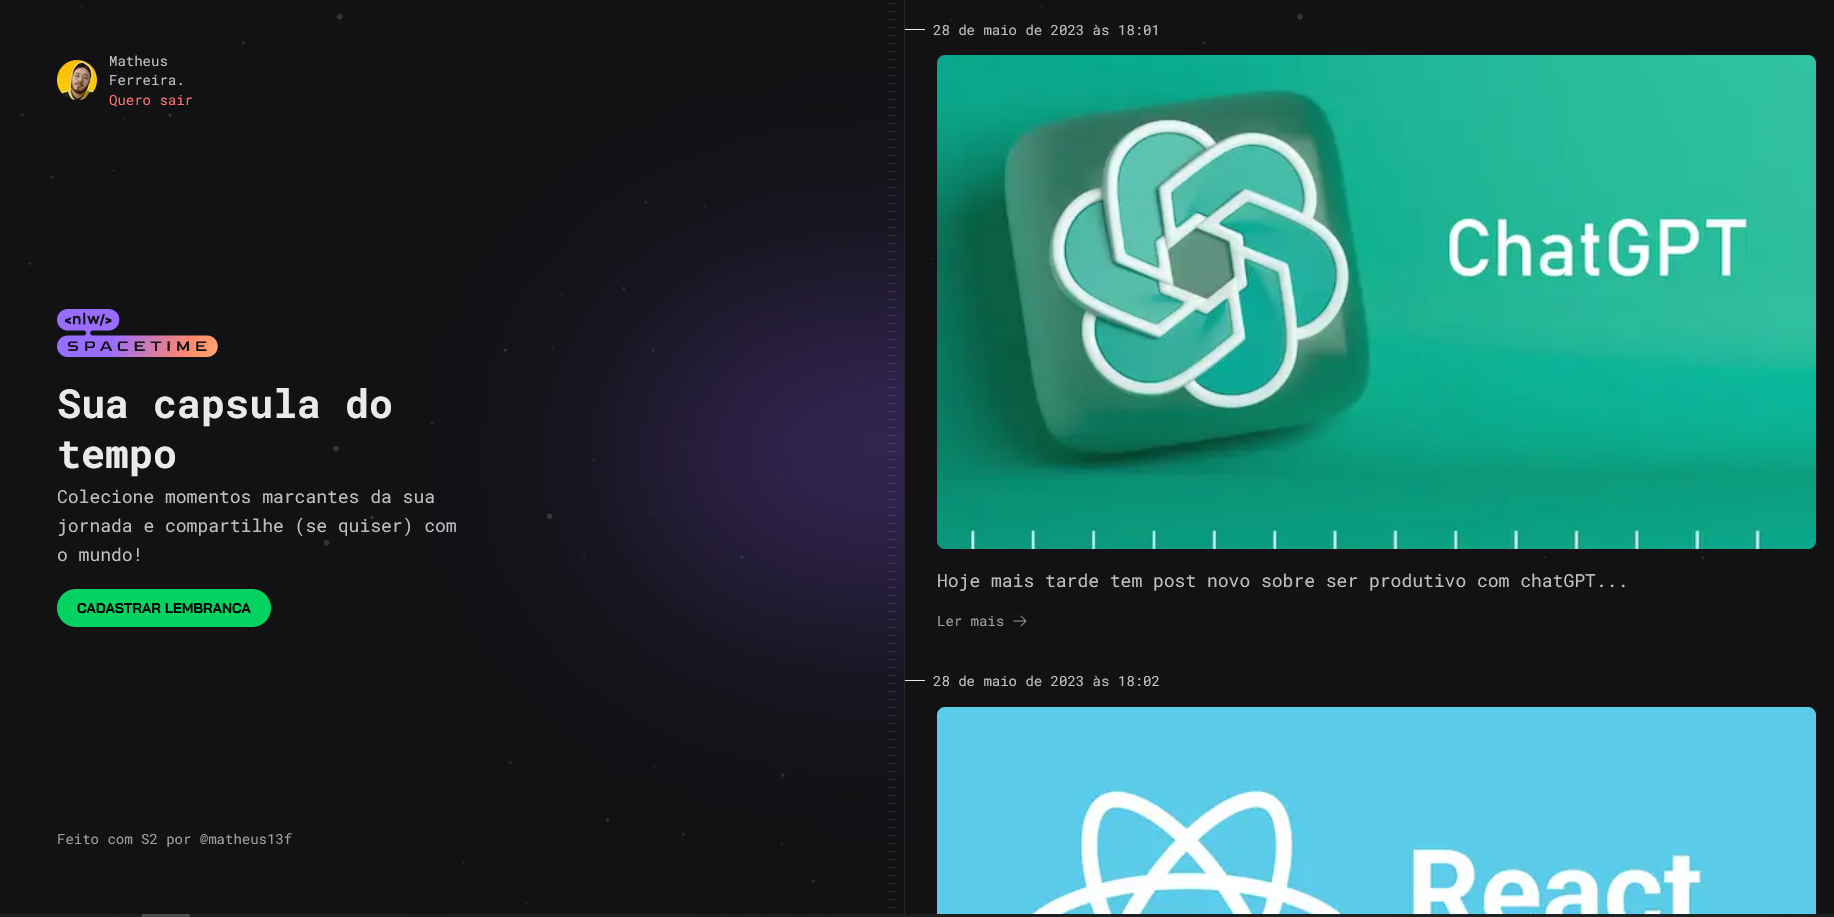 Matheus
Ferreira.
Quero sair
<n|w/>
SPACETIME
Sua capsula do
tempo
Colecione momentos marcantes da sua
jornada e compartilhe (se quiser) com
o mundo!
CADASTRAR LEMBRANCA
Feito com S2 por @matheus13f
28 de maio de 2023 às 18:01
ChatGPT
Hoje mais tarde tem post novo sobre ser produtivo com chatGPT...
Ler mais →
28 de maio de 2023 às 18:02
React